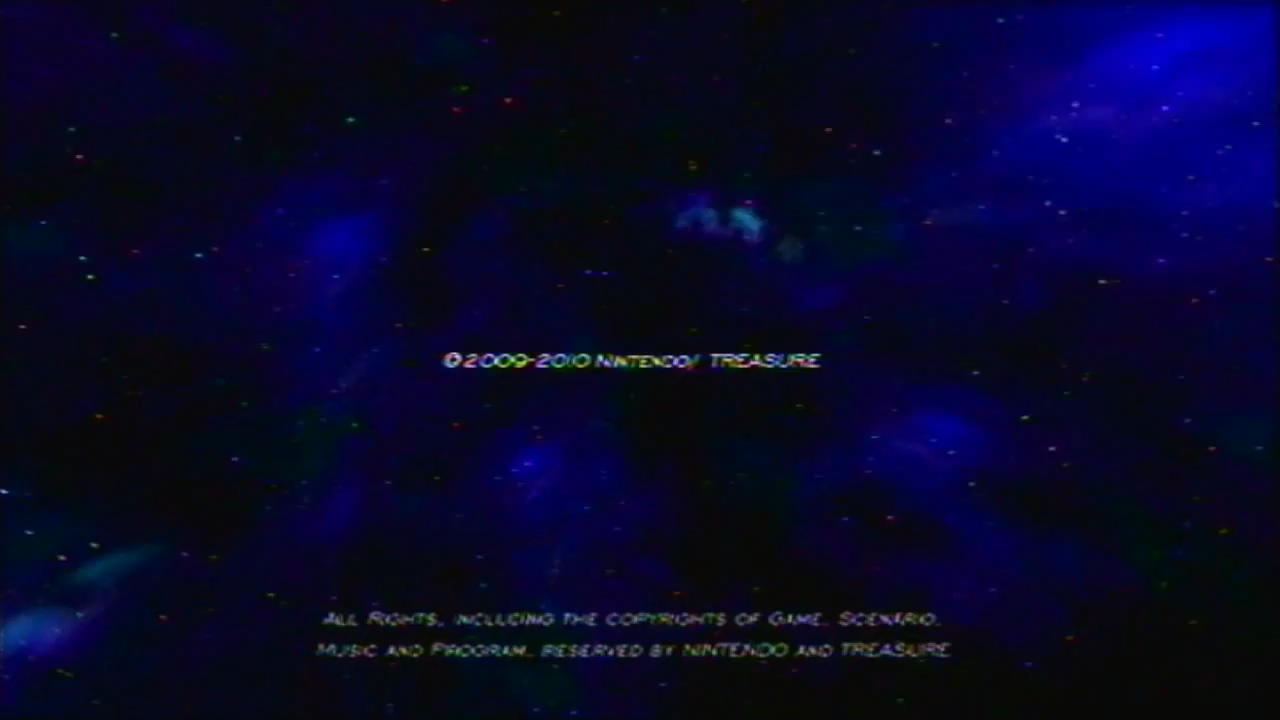 ©2009-2010 NINTENDO/ TREASURE
ALL RIGHTS, INCLUDING THE COPYRIGHTS OF GAME, SCENARIO,
MUSIC AND PROGRAM, RESERVED BY NINTENDO AND TREASURE